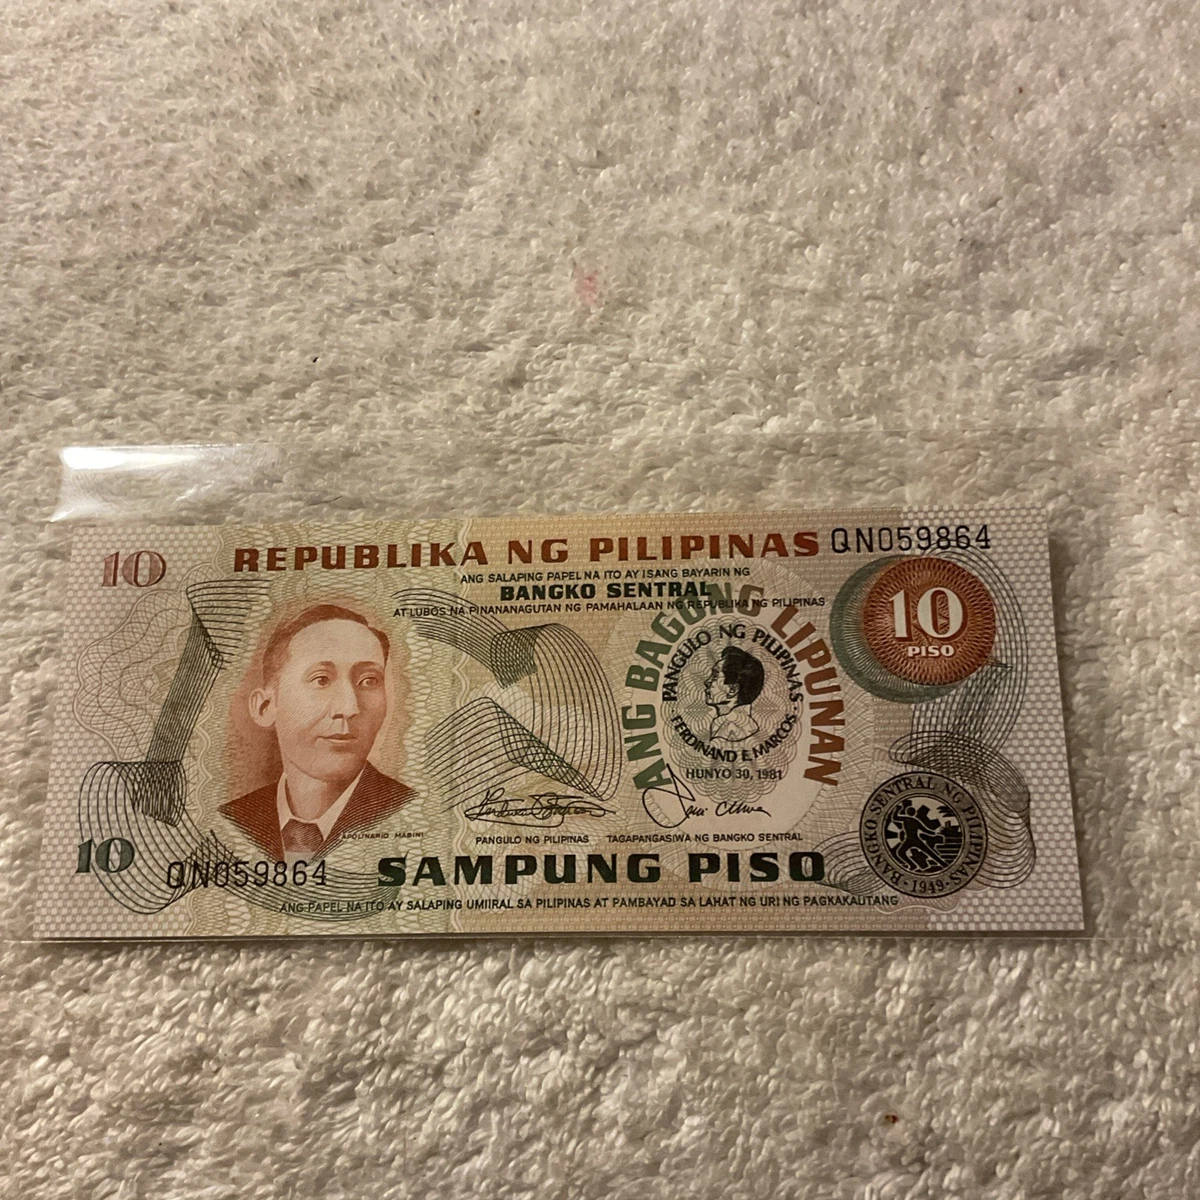 10
REPUBLIKA NG PILIPINAS
QN059864
ANG SALAPING PAPEL NA ITO AY ISANG BAYARIN NG
BANGKO SENTRAL
AT LUBOS NA PINANANAGUTAN NG PAMAHALAAN NG REPUBLIKA NG PILIPINAS
10
PISO
ANG BAGONG LIPUNAN
PANGULO NG PILIPINAS
FERDINAND E. MARCOS
HUNYO 30, 1981
APOLINARIO MABINI
PANGULO NG PILIPINAS
TAGAPANGASIWA NG BANGKO SENTRAL
BANGKO SENTRAL NG PILIPINAS
1949
10
QN059864
SAMPUNG PISO
ANG PAPEL NA ITO AY SALAPING UMIIRAL SA PILIPINAS AT PAMBAYAD SA LAHAT NG URI NG PAGKAKAUTANG